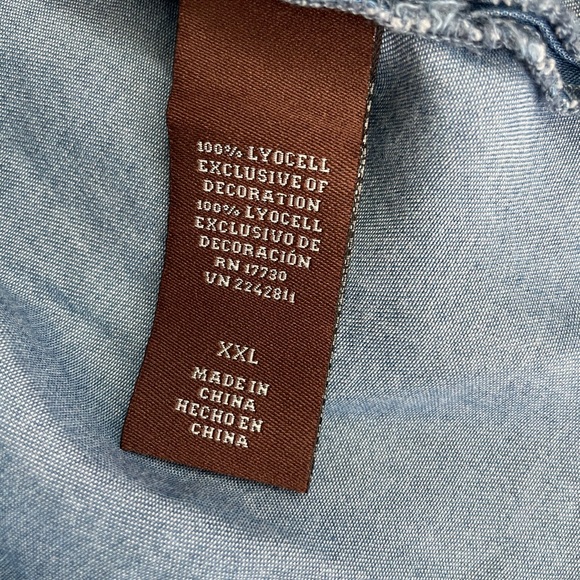 100% LYOCELL
EXCLUSIVE OF
DECORATION
100% LYOCELL
EXCLUSIVO DE
DECORACIÓN
RN 17730
VN 2242811
XXL
MADE IN
CHINA
HECHO EN
CHINA